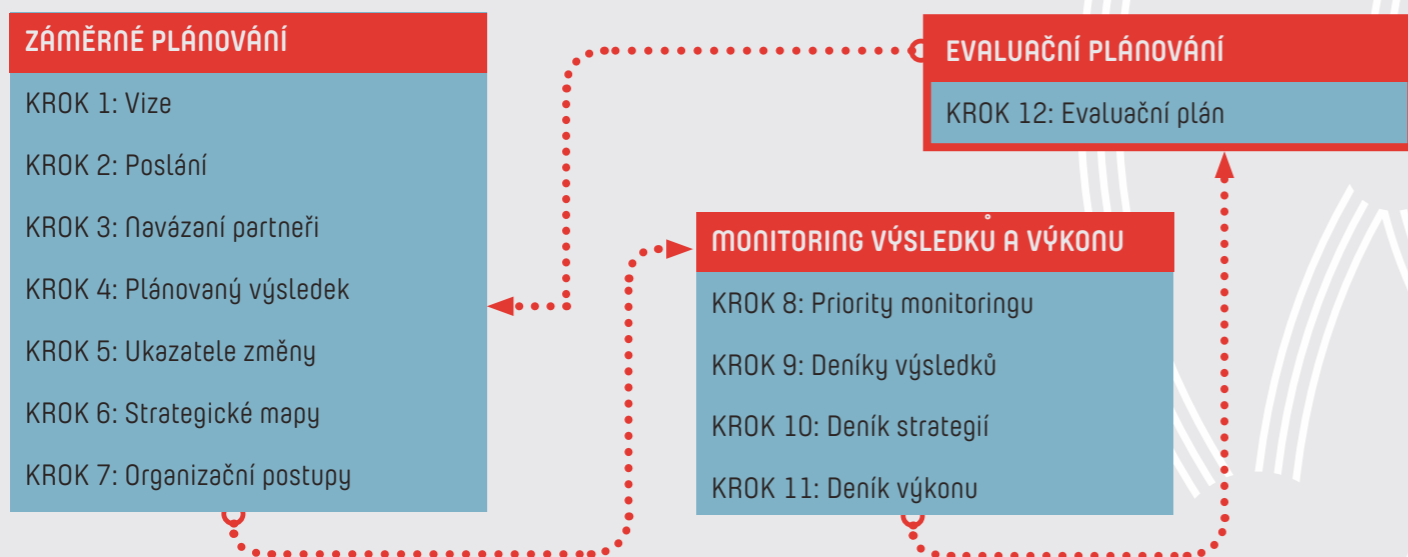 ZÁMĚRNÉ PLÁNOVÁNÍ
KROK 1: Vize
KROK 2: Poslání
KROK 3: Navázaní partneři
KROK 4: Plánovaný výsledek
KROK 5: Ukazatele změny
KROK 6: Strategické mapy
KROK 7: Organizační postupy
EVALUAČNÍ PLÁNOVÁNÍ
KROK 12: Evaluační plán
MONITORING VÝSLEDKŮ A VÝKONU
KROK 8: Priority monitoringu
KROK 9: Deníky výsledků
KROK 10: Deník strategií
KROK 11: Deník výkonu